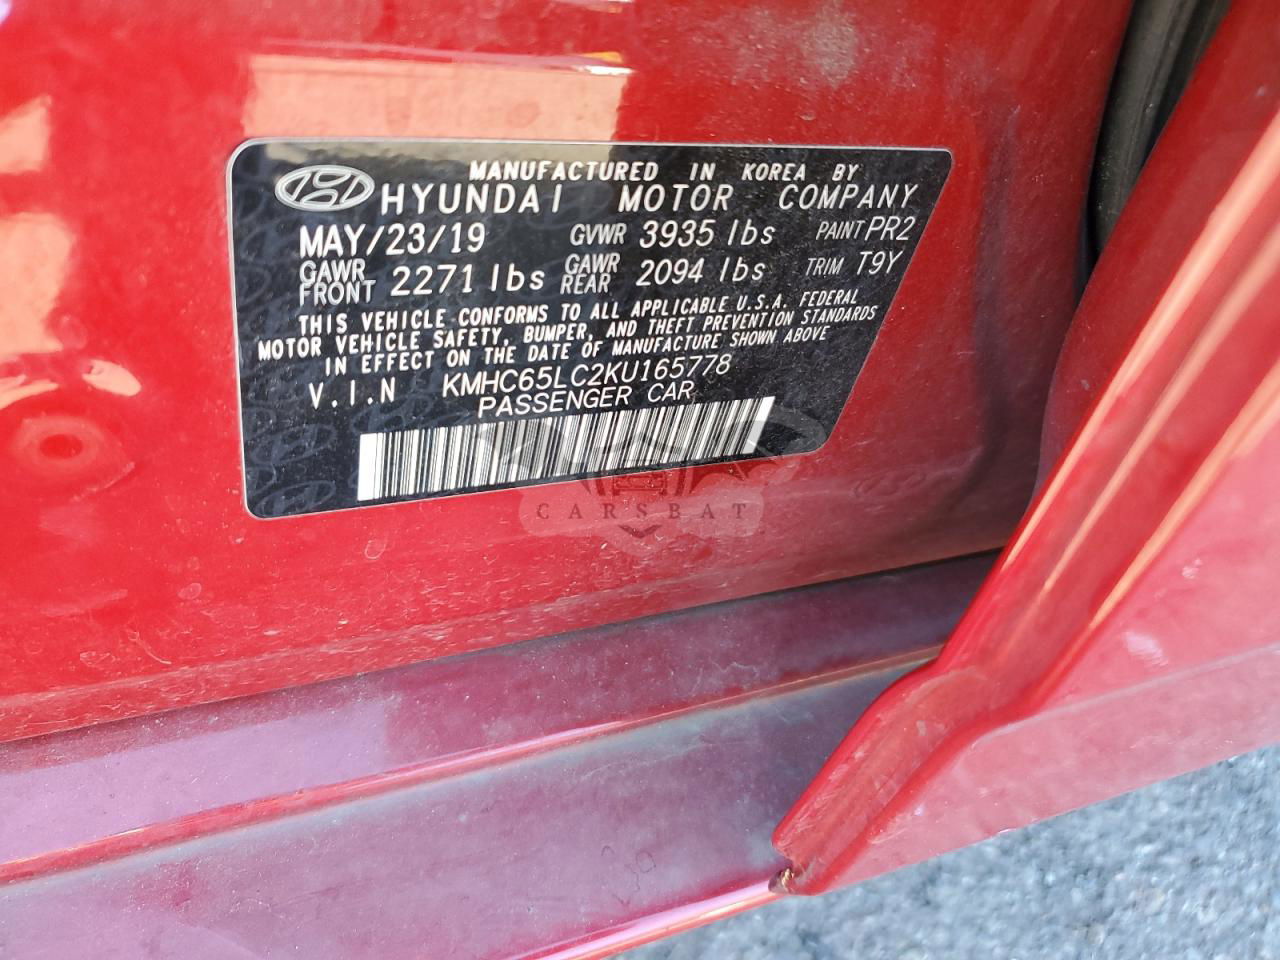 MANUFACTURED IN KOREA BY
HYUNDAI MOTOR COMPANY
MAY/23/19 GVWR 3935 lbs PAINT PR2
GAWR FRONT 2271 lbs GAWR REAR 2094 lbs TRIM T9Y
THIS VEHICLE CONFORMS TO ALL APPLICABLE U.S.A. FEDERAL
MOTOR VEHICLE SAFETY, BUMPER, AND THEFT PREVENTION STANDARDS
IN EFFECT ON THE DATE OF MANUFACTURE SHOWN ABOVE
V.I.N KMHC65LC2KU165778
PASSENGER CAR
CARSBAT